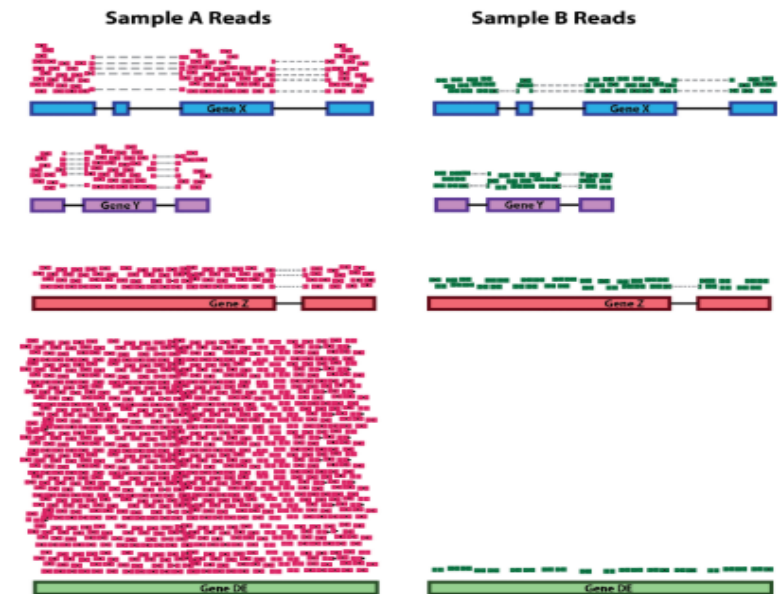 Sample A Reads
Sample B Reads
Gene X
Gene X
Gene Y
Gene Y
Gene Z
Gene Z
Gene DE
Gene DE